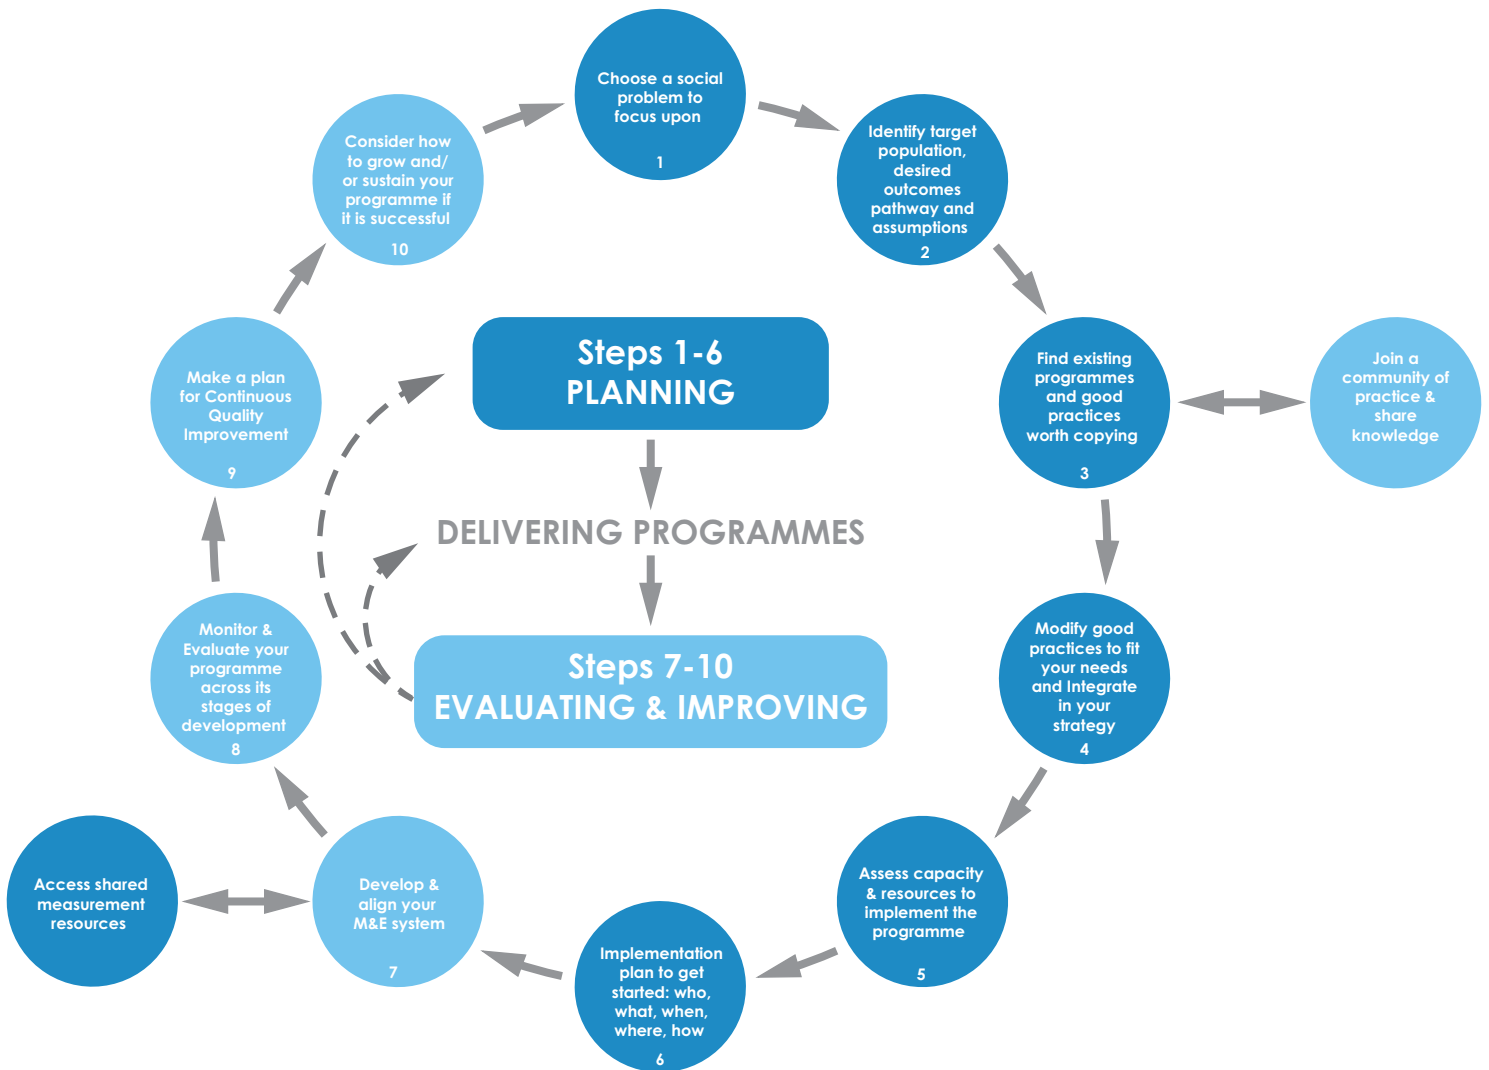 Choose a social
problem to
focus upon
1
Identify target
population,
desired
outcomes
pathway and
assumptions
2
Find existing
programmes
and good
practices
worth copying
3
Join a
community of
practice &
share
knowledge
Modify good
practices to fit
your needs
and Integrate
in your
strategy
4
Assess capacity
& resources to
implement the
programme
5
Implementation
plan to get
started: who,
what, when,
where, how
6
Develop &
align your
M&E system
7
Access shared
measurement
resources
Monitor &
Evaluate your
programme
across its
stages of
development
8
Make a plan
for Continuous
Quality
Improvement
9
Consider how
to grow and/
or sustain your
programme if
it is successful
10
Steps 1-6
PLANNING
DELIVERING PROGRAMMES
Steps 7-10
EVALUATING & IMPROVING